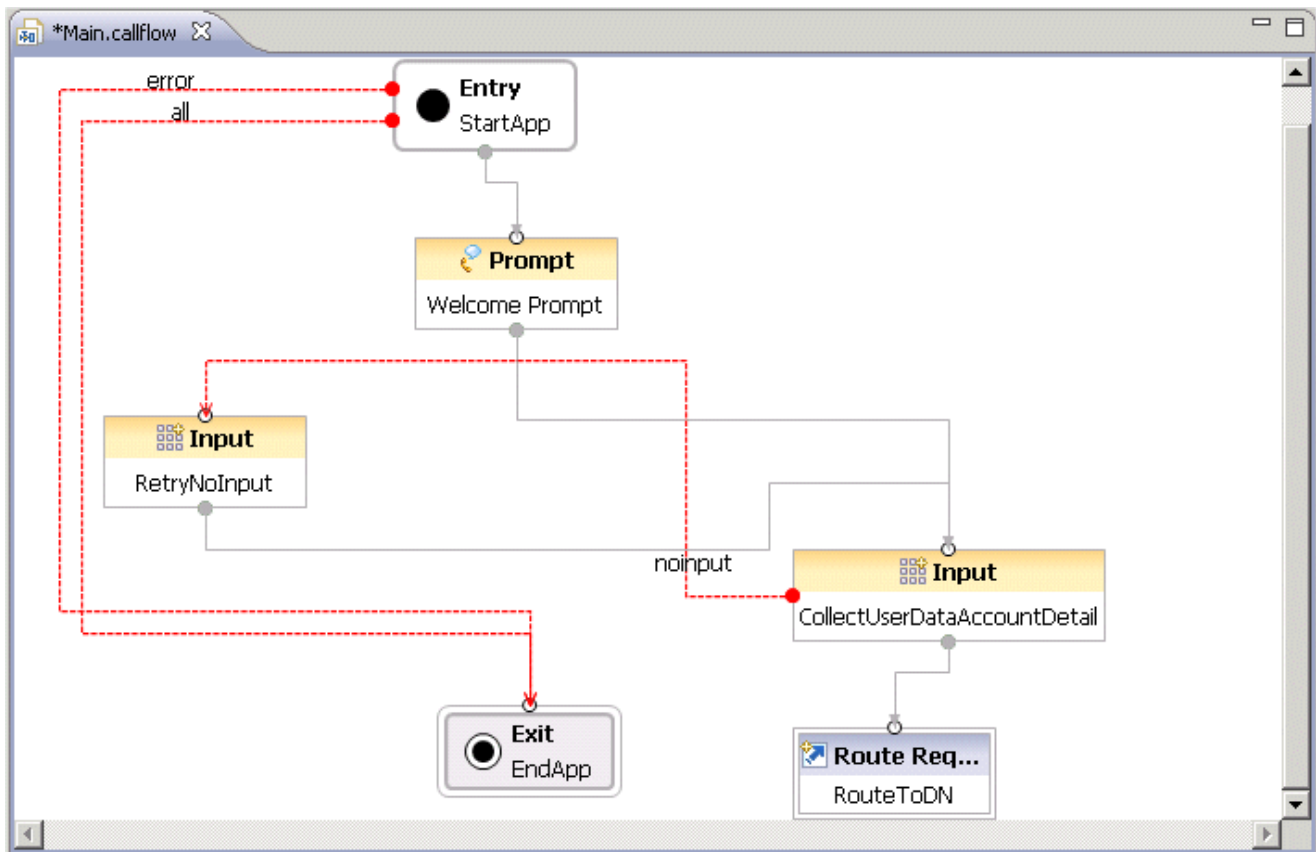 *Main.callflow
error
Entry
all
StartApp
Prompt
Welcome Prompt
Input
RetryNoInput
noinput
Input
CollectUserDataAccountDetail
Exit
EndApp
Route Req...
RouteToDN